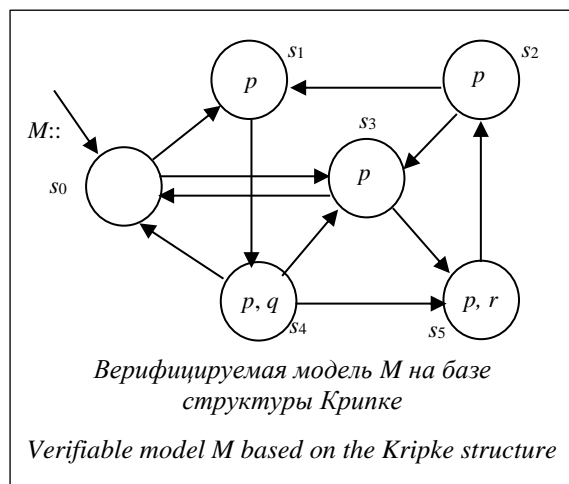 s1
s2
p
p
s3
M::
p
s0
p, q
p, r
s4
s5
Верифицируемая модель M на базе
структуры Крипке
Verifiable model M based on the Kripke structure